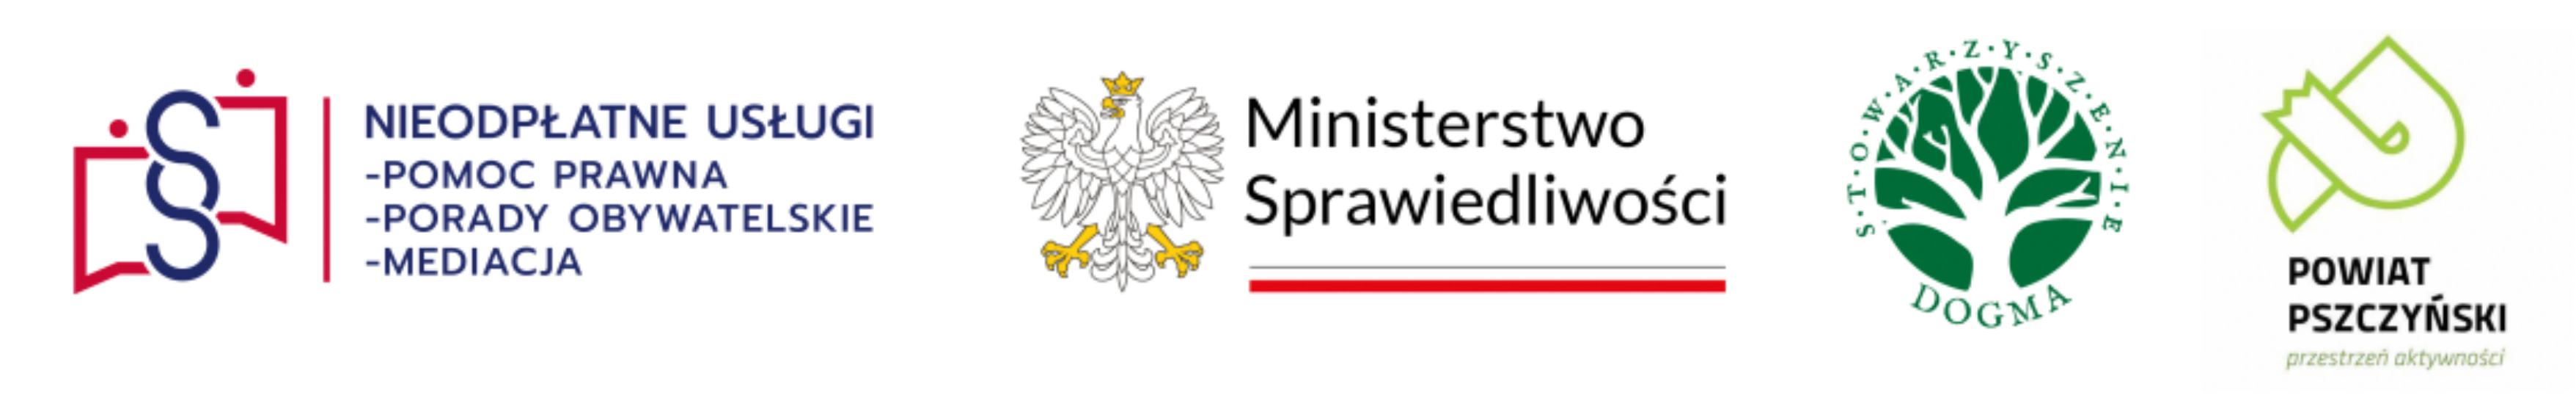 NIEODPŁATNE USŁUGI
-POMOC PRAWNA
-PORADY OBYWATELSKIE
-MEDIACJA
Ministerstwo
Sprawiedliwości
S·T·O·W·A·R·Z·Y·S·Z·E·N·I·E
DOGMA
POWIAT
PSZCZYŃSKI
przestrzeń aktywności